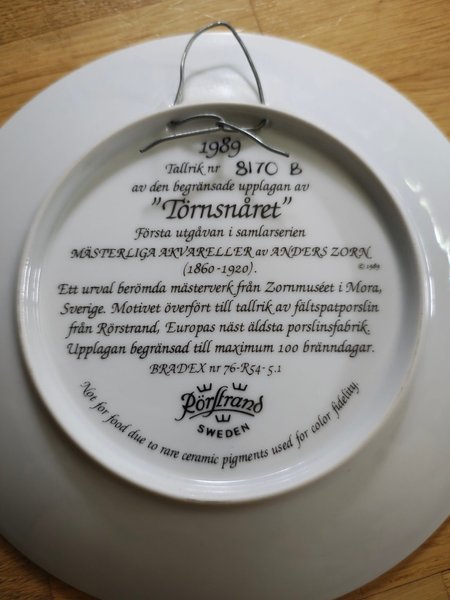 1989
Tallrik nr 8170 B
av den begränsade upplagan av
"Törnsnåret"
Första utgåvan i samlarserien
MÄSTERLIGA AKVARELLER av ANDERS ZORN
(1860-1920).
© 1989
Ett urval berömda mästerverk från Zornmuséet i Mora,
Sverige. Motivet överfört till tallrik av fältspatporslin
från Rörstrand, Europas näst äldsta porslinsfabrik.
Upplagan begränsad till maximum 100 bränndagar.
BRADEX nr 76-R54-5.1
Rörstrand
SWEDEN
Not for food due to rare ceramic pigments used for color fidelity.